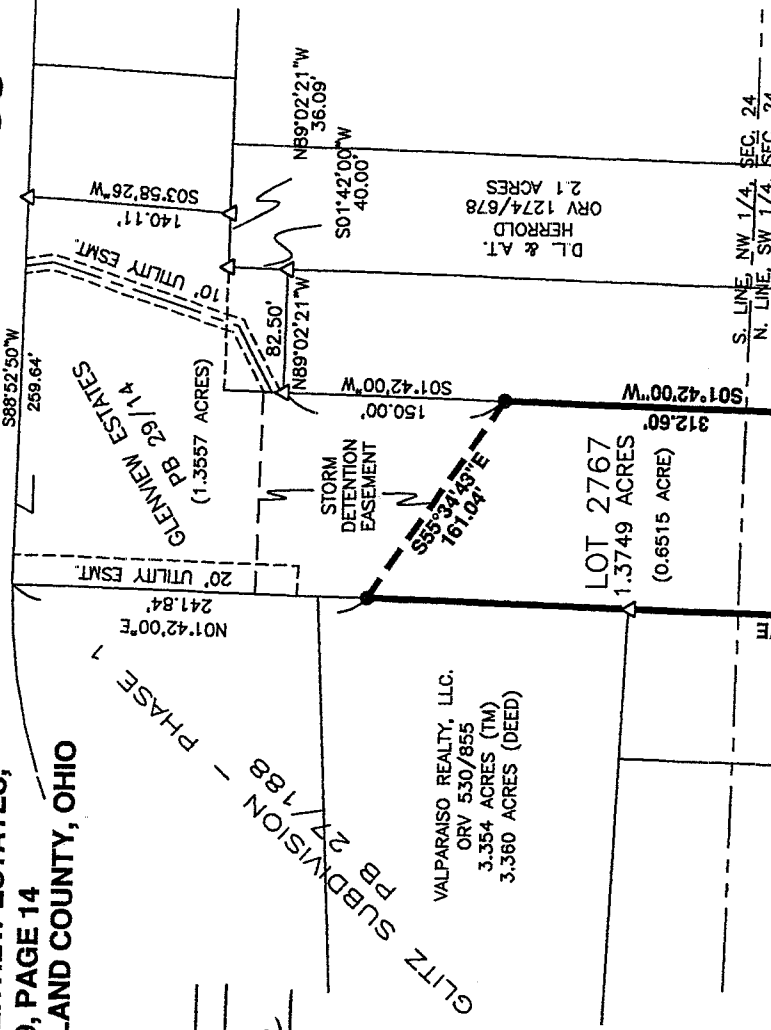 PAGE 14
LAND COUNTY, OHIO
S88°52'50"W
259.64'
GLENVIEW ESTATES
PB 29/14
(1.3557 ACRES)
10' UTILITY ESMT.
S03°58'26"W
140.11'
N89°02'21"W
36.09'
S01°42'00"W
40.00'
82.50'
N89°02'21"W
D.L. & A.T.
HERROLD
ORV 1274/678
2.1 ACRES
20' UTILITY ESMT.
N01°42'00"E
241.84'
STORM
DETENTION
EASEMENT
S01°42'00"W
150.00'
S55°34'43"E
161.04'
S01°42'00"W
312.60'
LOT 2767
1.3749 ACRES
(0.6515 ACRE)
GLITZ SUBDIVISION - PHASE 1
PB 27/188
VALPARAISO REALTY, LLC.
ORV 530/855
3.354 ACRES (TM)
3.360 ACRES (DEED)
S. LINE, NW 1/4, SEC. 24
N. LINE, SW 1/4, SEC. 24